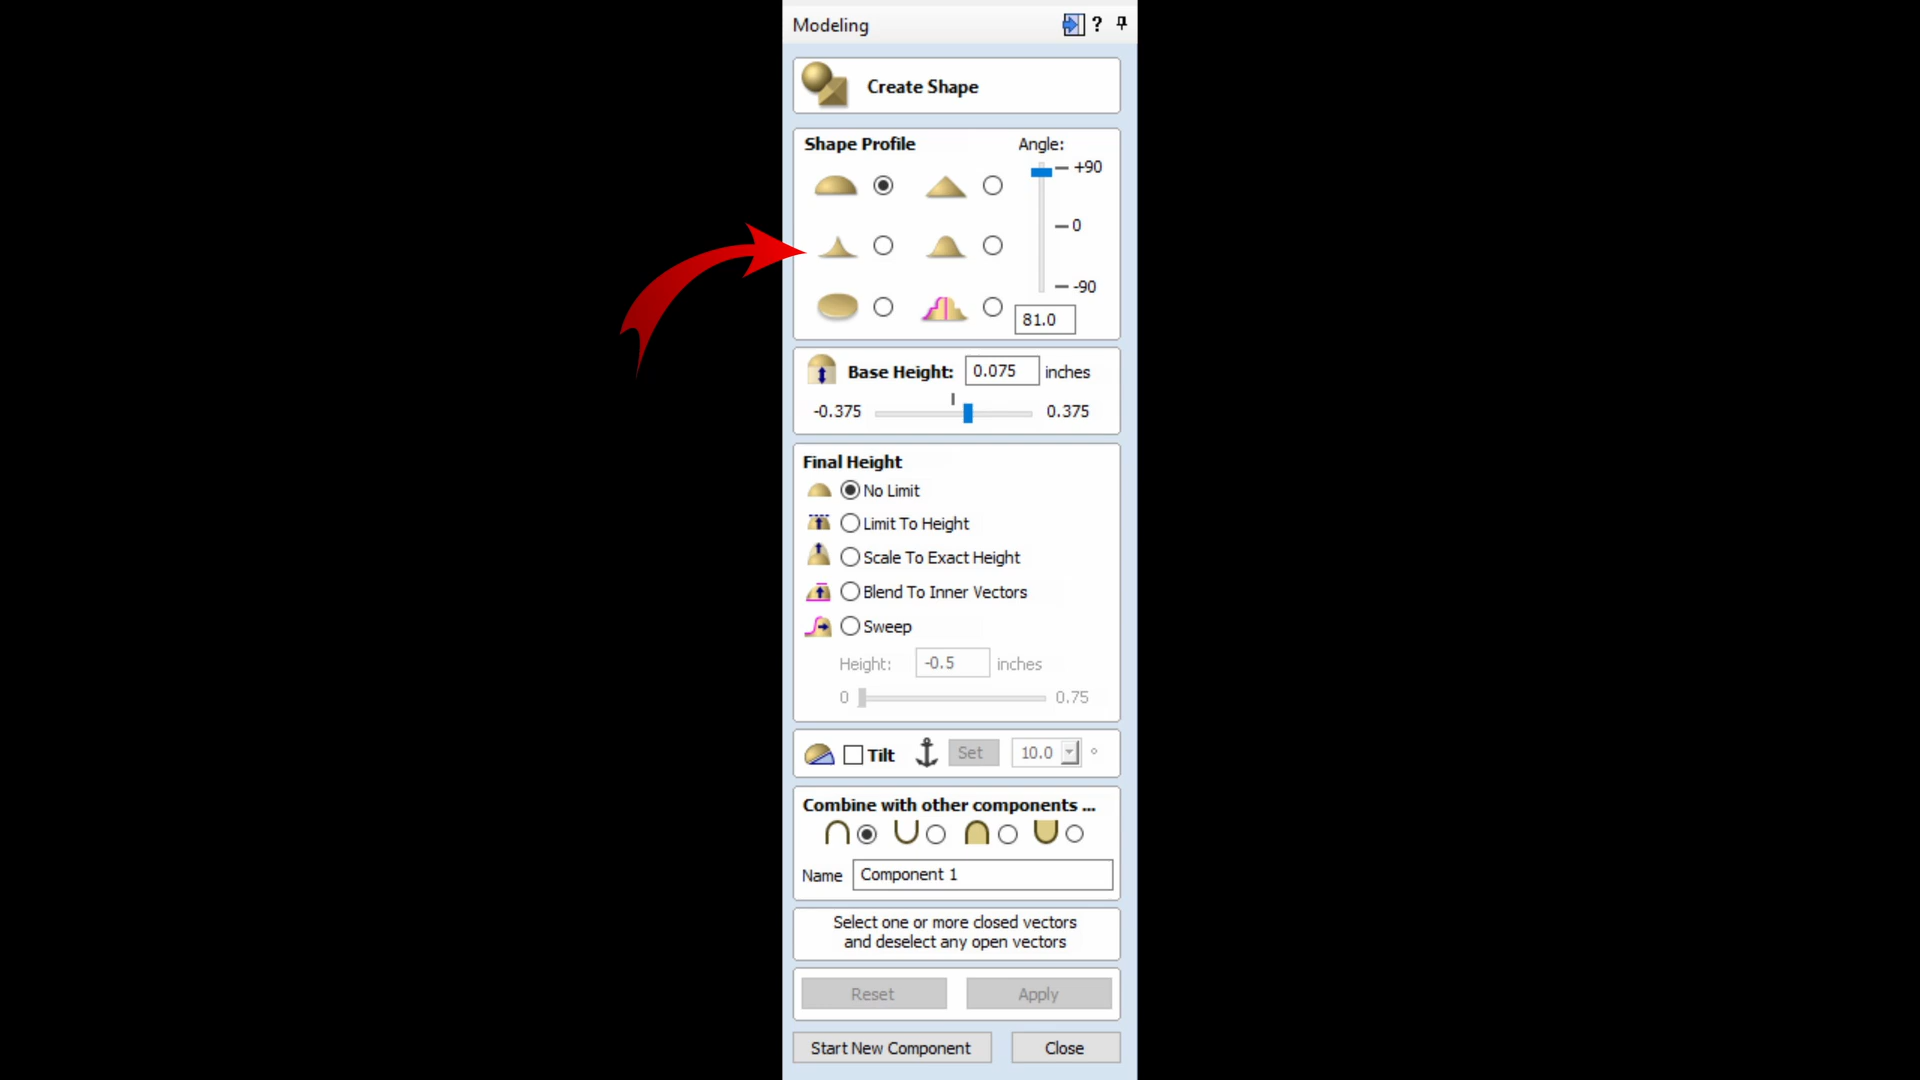 Modeling ?
Create Shape
Shape Profile Angle:
+90
0
-90
81.0
Base Height: 0.075 inches
-0.375 0.375
Final Height
No Limit
Limit To Height
Scale To Exact Height
Blend To Inner Vectors
Sweep
Height: -0.5 inches
0 0.75
Tilt Set 10.0 °
Combine with other components ...
Name Component 1
Select one or more closed vectors
and deselect any open vectors
Reset Apply
Start New Component Close